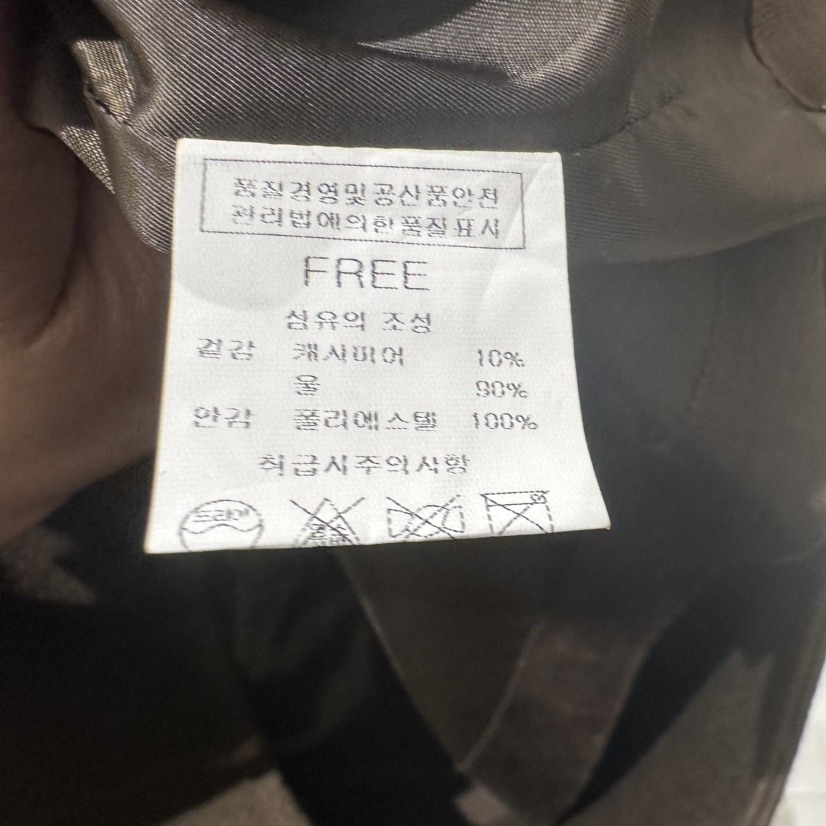 품질경영및공산품안전
관리법에의한품질표시
FREE
섬유의 조성
겉감 캐시미어 10%
울 90%
안감 폴리에스텔 100%
취급시주의사항
드라이
염소